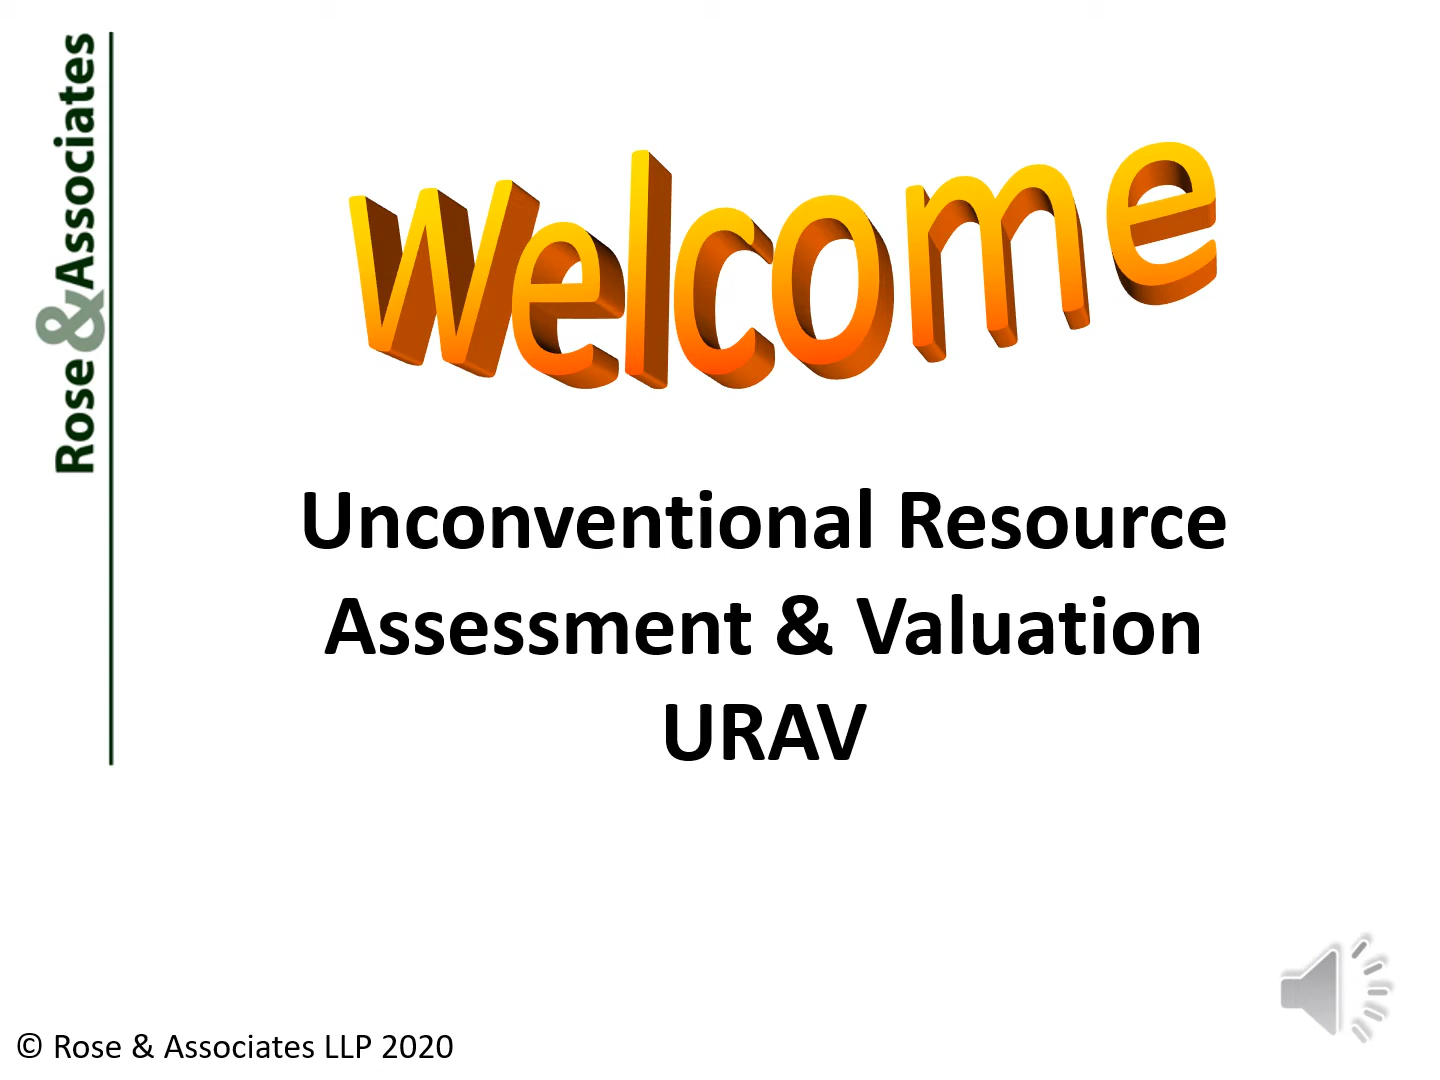 Rose & Associates
Welcome
Unconventional Resource
Assessment & Valuation
URAV
© Rose & Associates LLP 2020